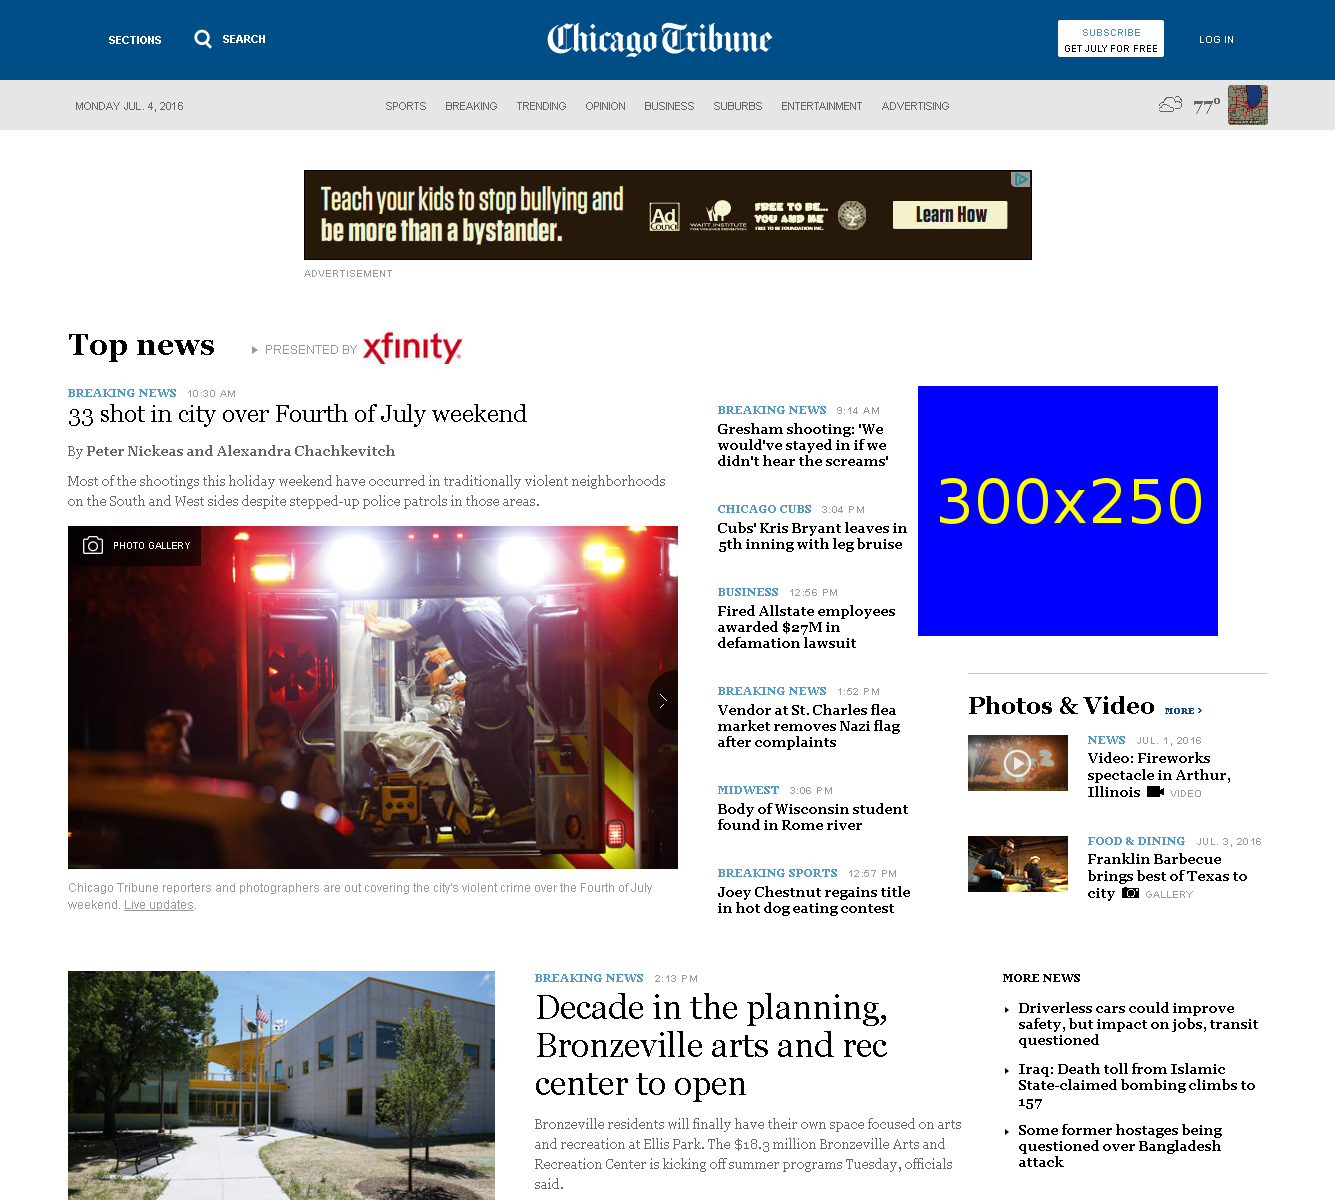 SECTIONS
SEARCH
Chicago Tribune
SUBSCRIBE
GET JULY FOR FREE
LOG IN
MONDAY JUL. 4, 2016
SPORTS BREAKING TRENDING OPINION BUSINESS SUBURBS ENTERTAINMENT ADVERTISING
77°
Teach your kids to stop bullying and
be more than a bystander.
Ad
Council
WAITT INSTITUTE
FOR VIOLENCE PREVENTION
FREE TO BE...
YOU AND ME
FREE TO BE FOUNDATION INC.
Learn How
ADVERTISEMENT
Top news
PRESENTED BY xfinity
BREAKING NEWS 10:30 AM
33 shot in city over Fourth of July weekend
By Peter Nickeas and Alexandra Chachkevitch
Most of the shootings this holiday weekend have occurred in traditionally violent neighborhoods
on the South and West sides despite stepped-up police patrols in those areas.
PHOTO GALLERY
Chicago Tribune reporters and photographers are out covering the city's violent crime over the Fourth of July
weekend. Live updates.
BREAKING NEWS 9:14 AM
Gresham shooting: 'We
would've stayed in if we
didn't hear the screams'
CHICAGO CUBS 3:04 PM
Cubs' Kris Bryant leaves in
5th inning with leg bruise
BUSINESS 12:56 PM
Fired Allstate employees
awarded $27M in
defamation lawsuit
BREAKING NEWS 1:52 PM
Vendor at St. Charles flea
market removes Nazi flag
after complaints
MIDWEST 3:06 PM
Body of Wisconsin student
found in Rome river
BREAKING SPORTS 12:57 PM
Joey Chestnut regains title
in hot dog eating contest
300x250
Photos & Video MORE ›
NEWS JUL. 1, 2016
Video: Fireworks
spectacle in Arthur,
Illinois VIDEO
FOOD & DINING JUL. 3, 2016
Franklin Barbecue
brings best of Texas to
city GALLERY
BREAKING NEWS 2:13 PM
Decade in the planning,
Bronzeville arts and rec
center to open
Bronzeville residents will finally have their own space focused on arts
and recreation at Ellis Park. The $18.3 million Bronzeville Arts and
Recreation Center is kicking off summer programs Tuesday, officials
said.
MORE NEWS
Driverless cars could improve
safety, but impact on jobs, transit
questioned
Iraq: Death toll from Islamic
State-claimed bombing climbs to
157
Some former hostages being
questioned over Bangladesh
attack